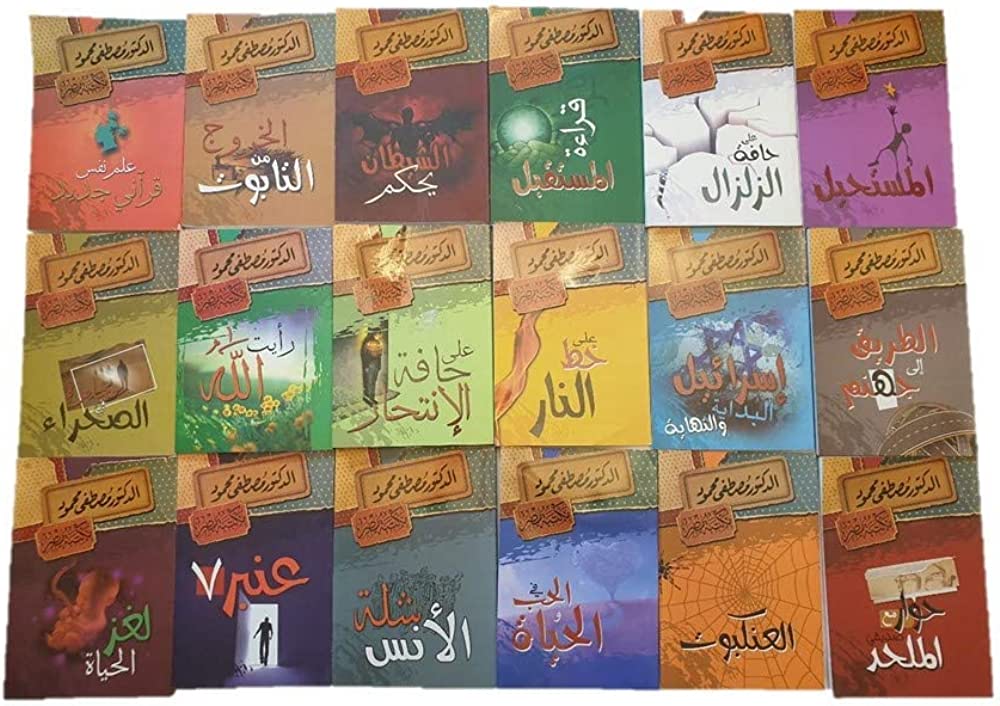 الدكتور مصطفى محمود
مكتبة مصر
المستحيل
الدكتور مصطفى محمود
مكتبة مصر
على
حافة
الزلزال
الدكتور مصطفى محمود
مكتبة مصر
قراءة
المستقبل
الدكتور مصطفى محمود
مكتبة مصر
الشيطان
يحكم
الدكتور مصطفى محمود
مكتبة مصر
الخروج
من
التابوت
الدكتور مصطفى محمود
مكتبة مصر
علم نفس
قرآني جديد
الدكتور مصطفى محمود
مكتبة مصر
الطريق
إلى
جهنم
الدكتور مصطفى محمود
مكتبة مصر
إسرائيل
البداية
والنهاية
الدكتور مصطفى محمود
مكتبة مصر
على
خط
النار
الدكتور مصطفى محمود
مكتبة مصر
على
حافة
الإنتحار
الدكتور مصطفى محمود
مكتبة مصر
رأيت
الله
الدكتور مصطفى محمود
مكتبة مصر
الصحراء
الدكتور مصطفى محمود
مكتبة مصر
حوار مع
صديقي
الملحد
الدكتور مصطفى محمود
مكتبة مصر
العنكبوت
الدكتور مصطفى محمود
مكتبة مصر
الحب في
الحياة
الدكتور مصطفى محمود
مكتبة مصر
شلة
الأنس
الدكتور مصطفى محمود
مكتبة مصر
عنبر ٧
الدكتور مصطفى محمود
مكتبة مصر
لغز
الحياة